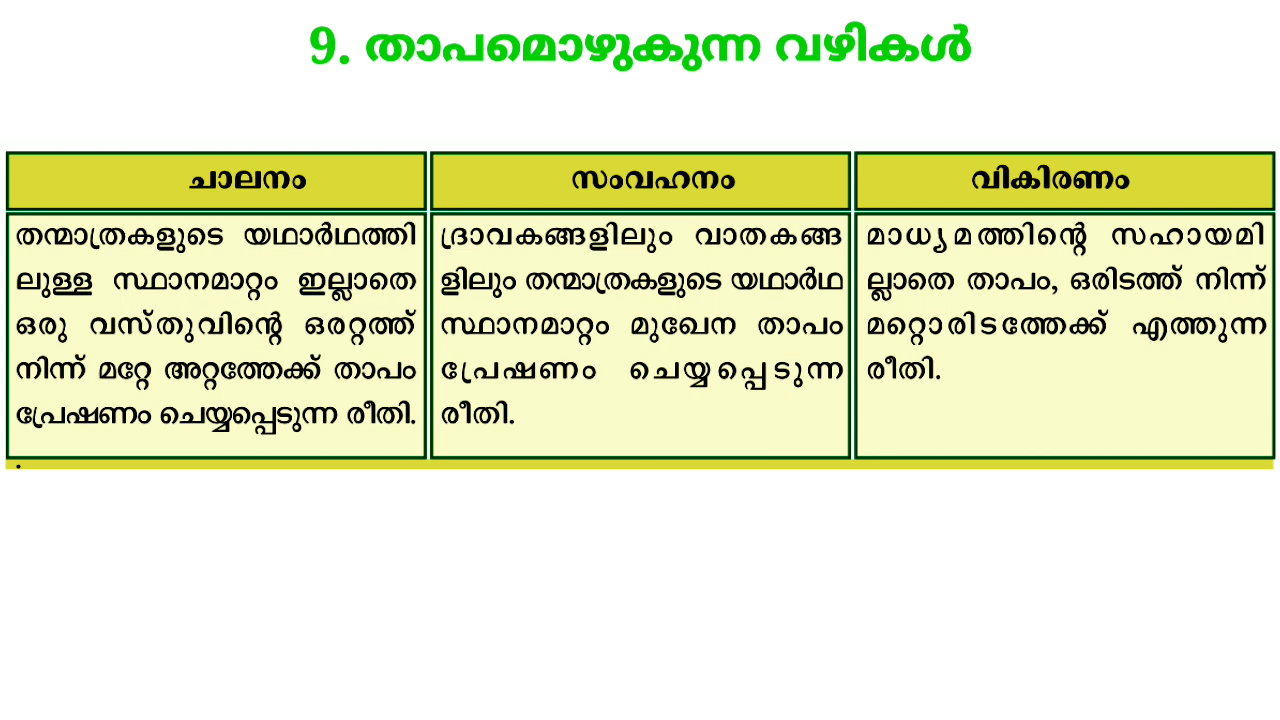 9. താപമൊഴുകുന്ന വഴികൾ
ചാലനം
സംവഹനം
വികിരണം
തന്മാത്രകളുടെ യഥാർഥത്തി
ലുള്ള സ്ഥാനമാറ്റം ഇല്ലാതെ
ഒരു വസ്തുവിന്റെ ഒരറ്റത്ത്
നിന്ന് മറ്റേ അറ്റത്തേക്ക് താപം
പ്രേഷണം ചെയ്യപ്പെടുന്ന രീതി.
ദ്രാവകങ്ങളിലും വാതകങ്ങ
ളിലും തന്മാത്രകളുടെ യഥാർഥ
സ്ഥാനമാറ്റം മുഖേന താപം
പ്രേഷണം ചെയ്യപ്പെടുന്ന
രീതി.
മാധ്യമത്തിന്റെ സഹായമി
ല്ലാതെ താപം, ഒരിടത്ത് നിന്ന്
മറ്റൊരിടത്തേക്ക് എത്തുന്ന
രീതി.